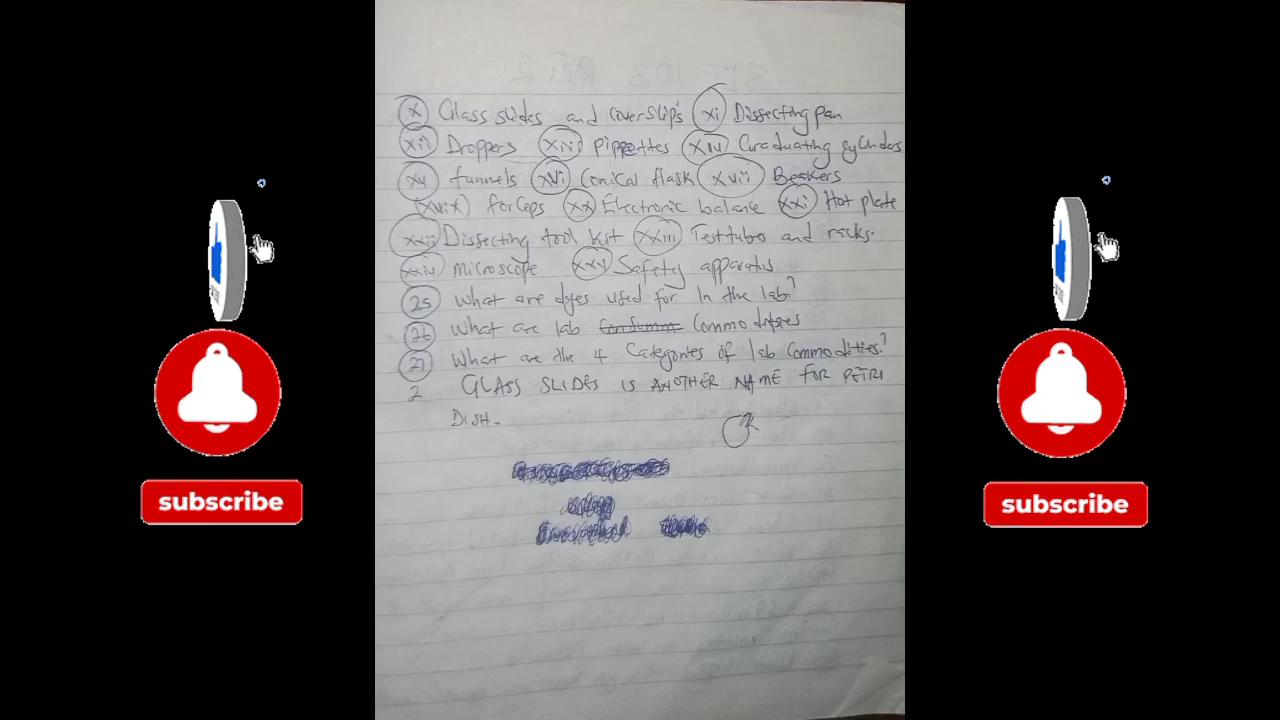 x Glass slides and coverslip's xi Dissecting pan
xii Droppers xiii pippettes xiv Graduating cylinders
xv funnels xvi Conical flask xvii Beakers
xvix forceps xx Electronic balance xxi Hot plate
xxii Dissecting tool kit xxiii Test tubes and racks.
xxiv microscope xxv Safety apparatus
25 What are dyes used for in the lab?
26 What are lab Commodities
27 What are the 4 Categories of lab Commodities?
2 GLASS SLIDES IS ANOTHER NAME FOR PETRI
DISH.
subscribe
subscribe